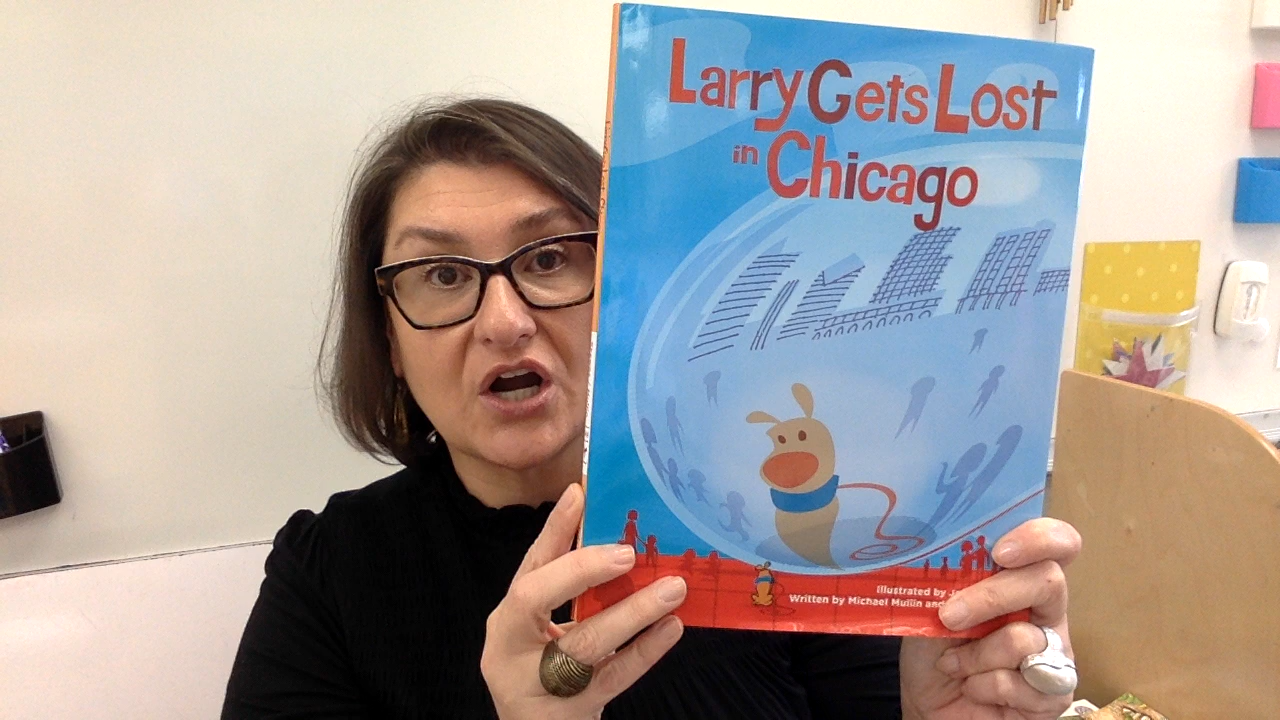 Larry Gets Lost
in Chicago
Illustrated by
Written by Michael Mullin and